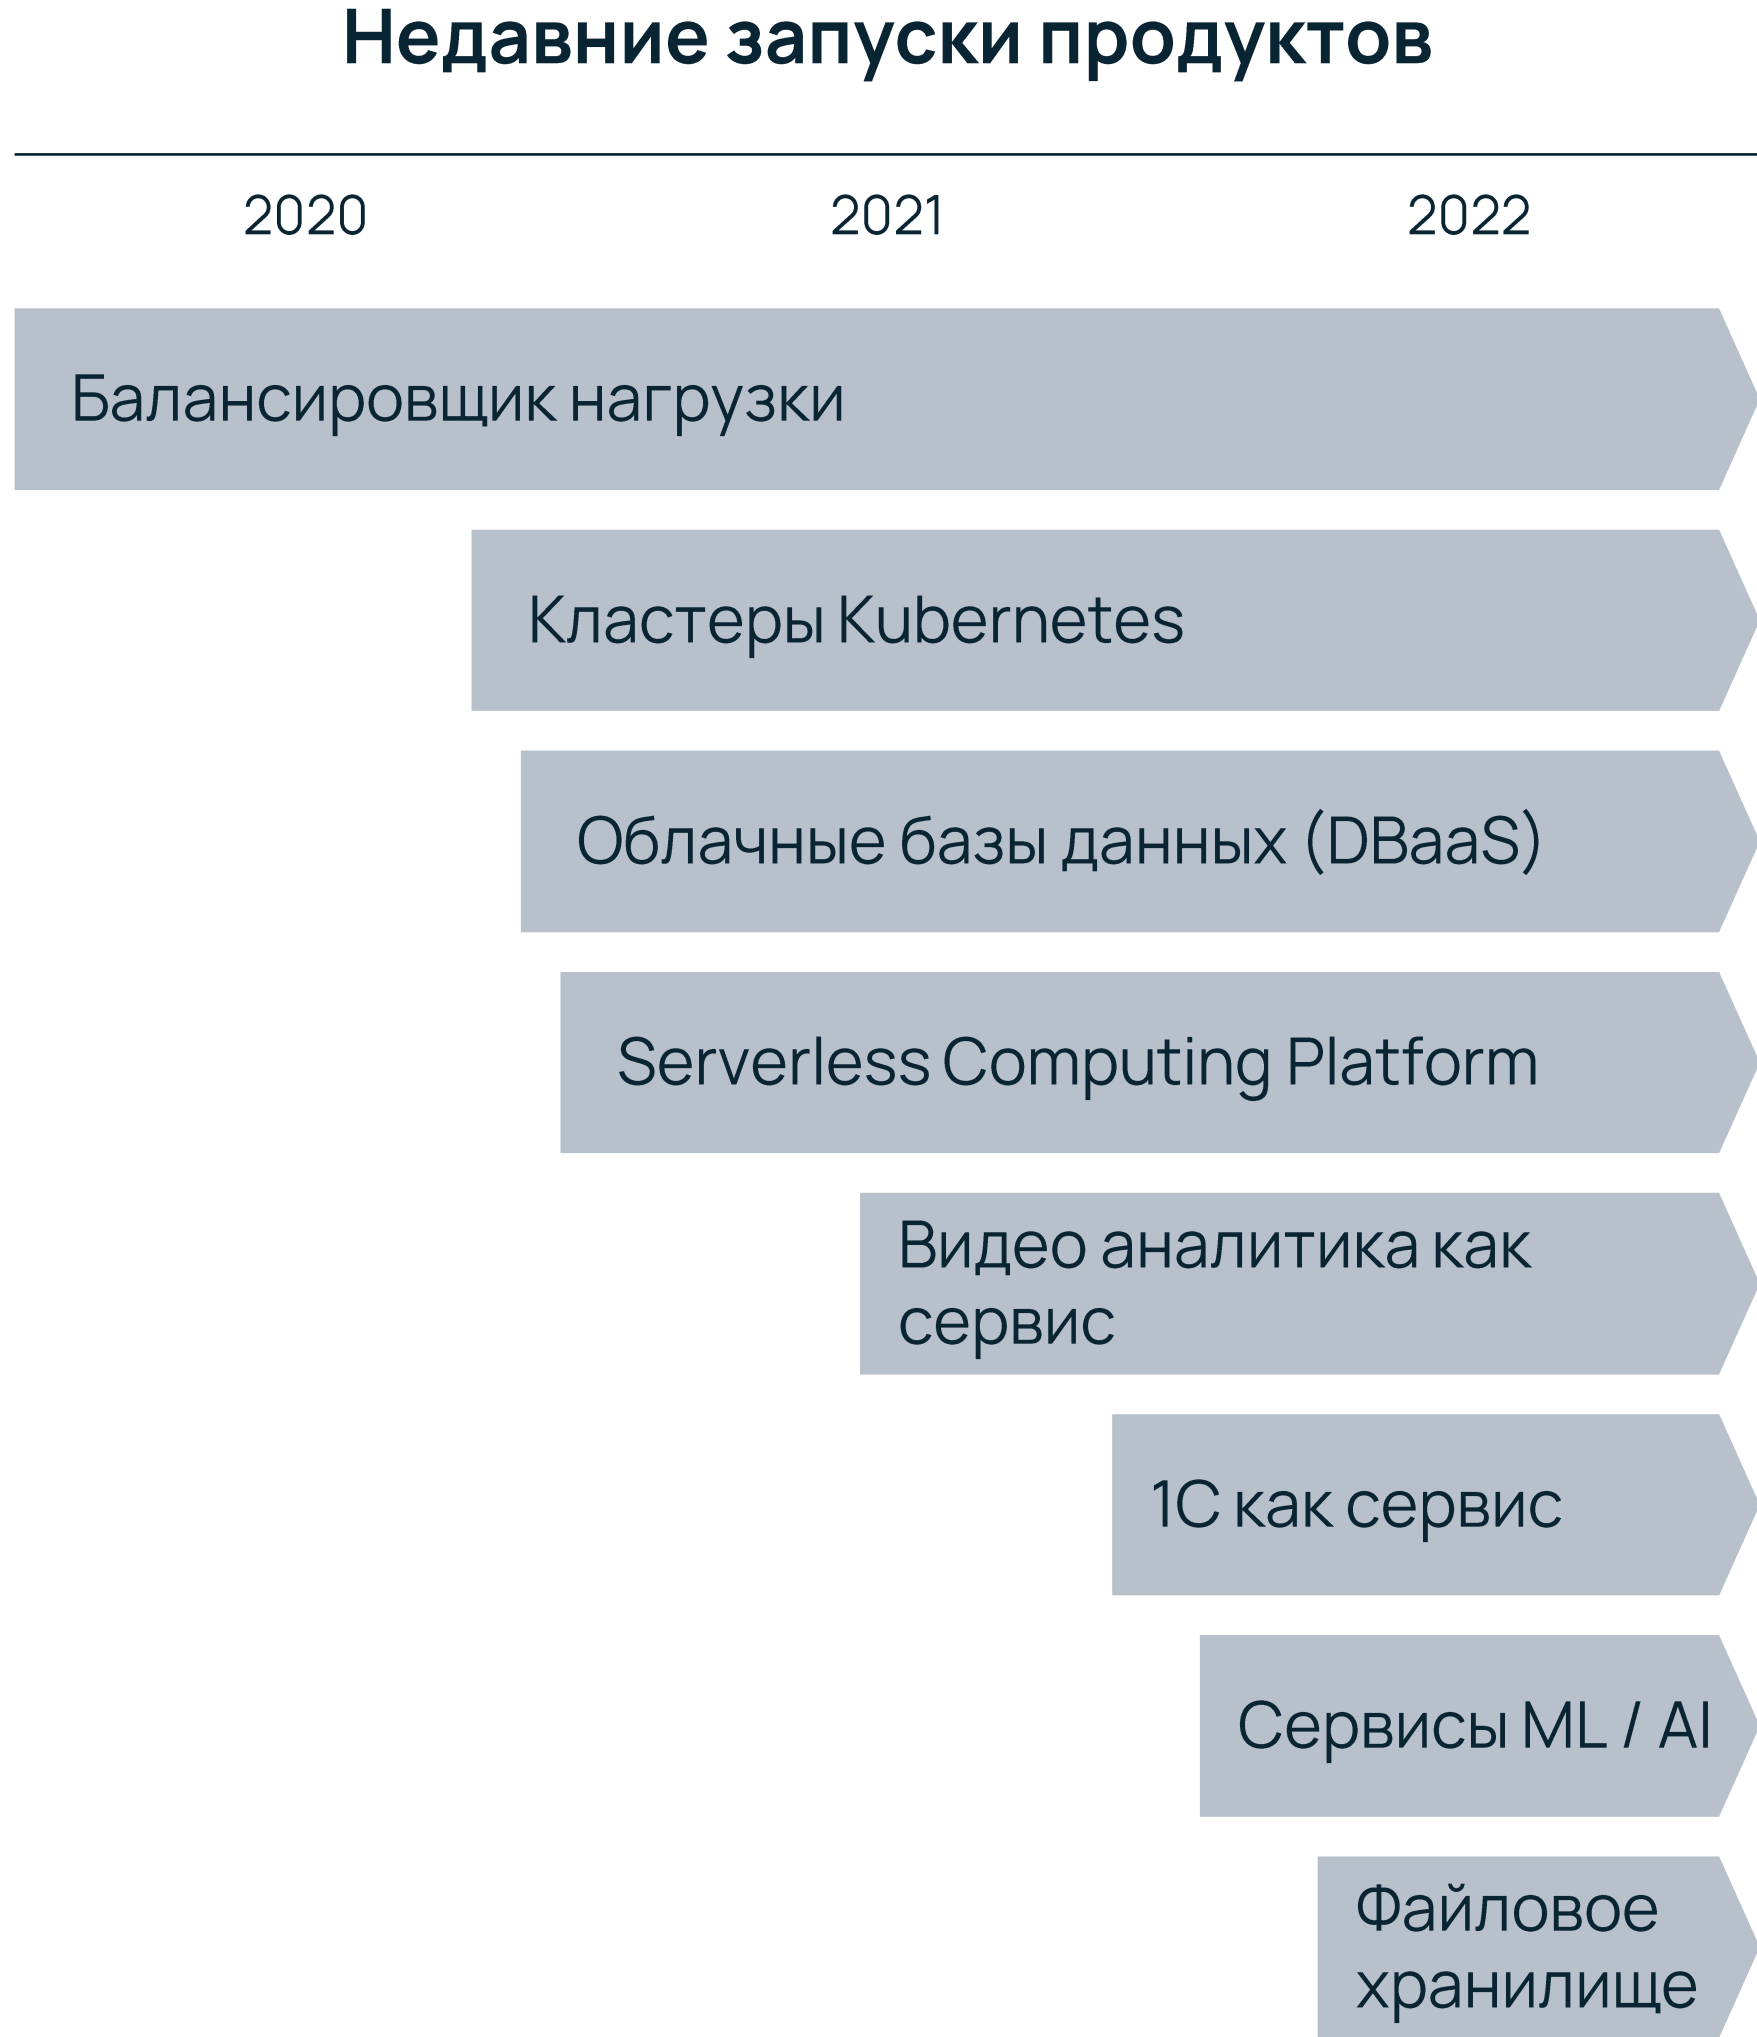 Недавние запуски продуктов
2020 2021 2022
Балансировщик нагрузки
Кластеры Kubernetes
Облачные базы данных (DBaaS)
Serverless Computing Platform
Видео аналитика как
сервис
1С как сервис
Сервисы ML / AI
Файловое
хранилище